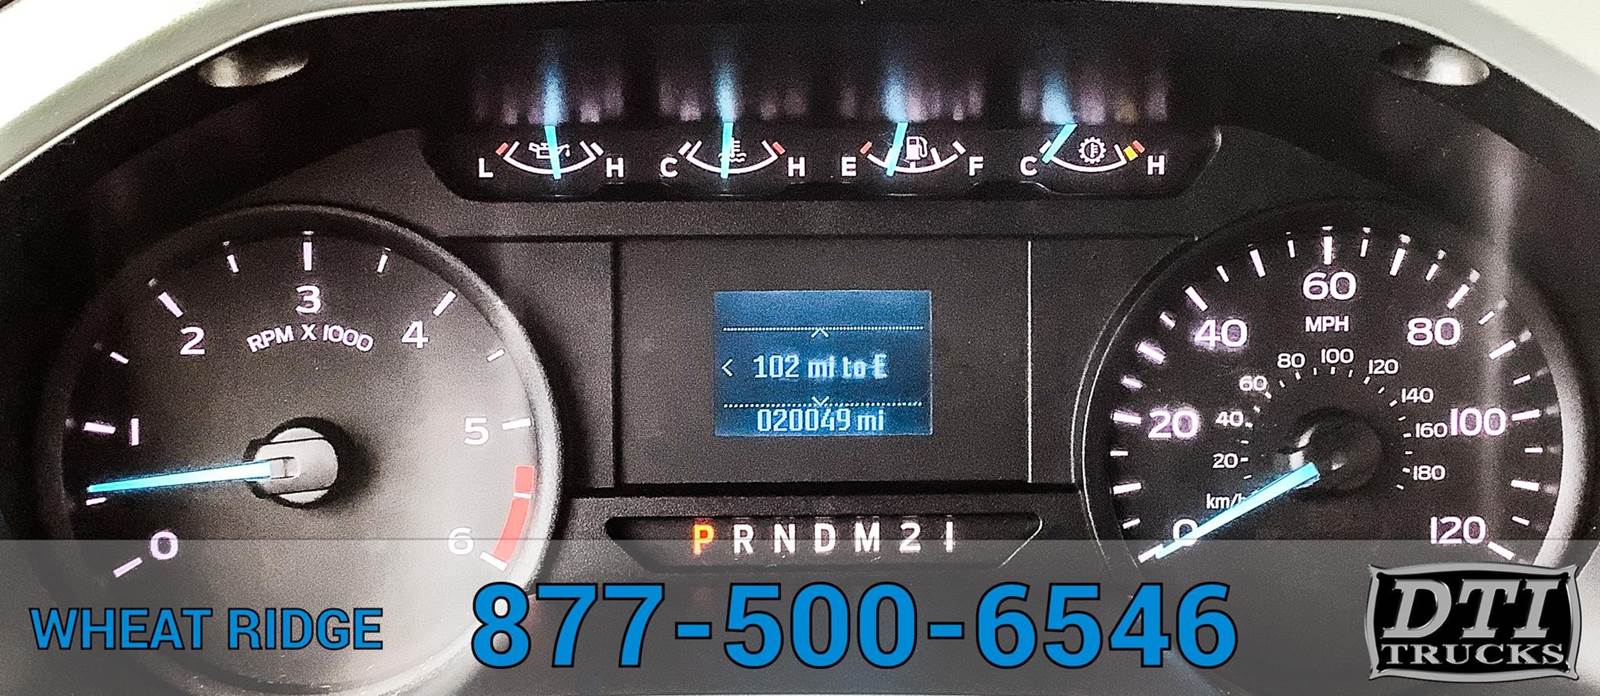 L H C H E F C H
0 1 2 3 4 5 6
RPM X 1000
< 102 mi to E
020049 mi
P R N D M 2 1
0 20 40 60 80 100 120
MPH
20 40 60 80 100 120 140 160 180
km/h
WHEAT RIDGE
877-500-6546
DTI
TRUCKS